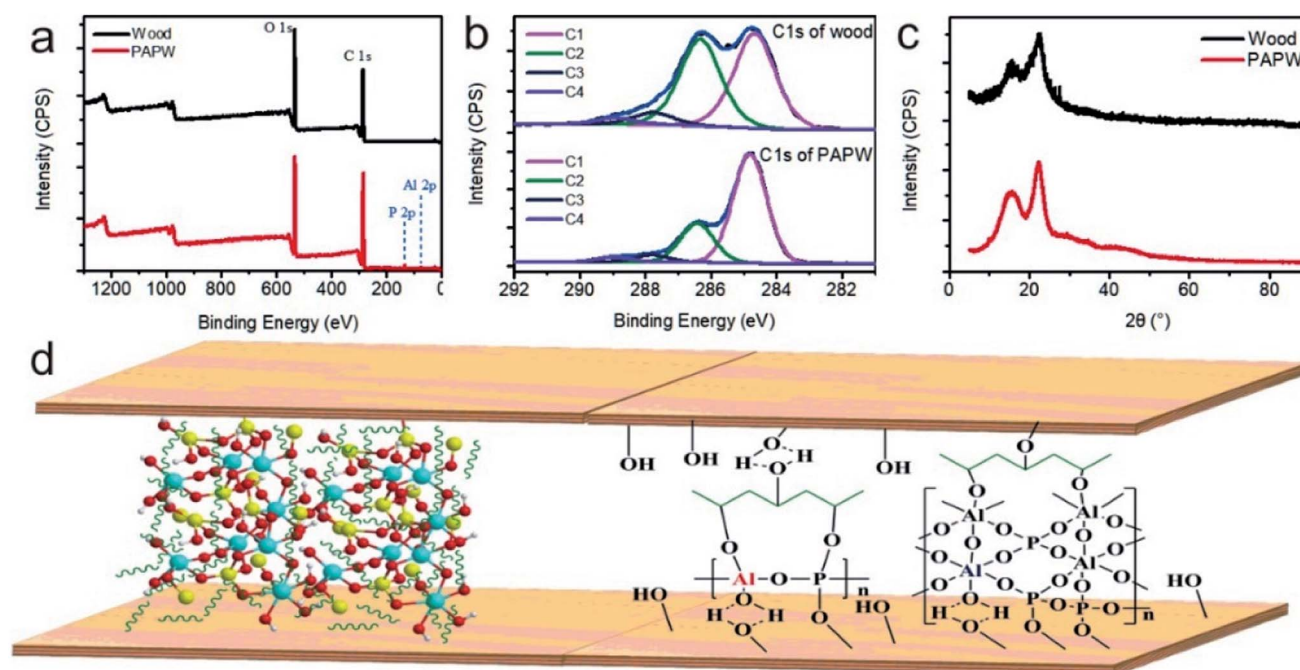 a
Wood
PAPW
O 1s
C 1s
Al 2p
P 2p
Intensity (CPS)
1200 1000 800 600 400 200 0
Binding Energy (eV)
b
C1s of wood
C1
C2
C3
C4
C1s of PAPW
C1
C2
C3
C4
Intensity (CPS)
292 290 288 286 284 282
Binding Energy (eV)
c
Wood
PAPW
Intensity (CPS)
0 20 40 60 80
2θ (°)
d
OH
OH
O
H H
O
OH
O
O O
Al O P
n
O O
H H
O
HO
HO
O
O
Al Al
O O O O
P
O O O O
Al Al
O O O O
H H P P O
O O O
n
HO